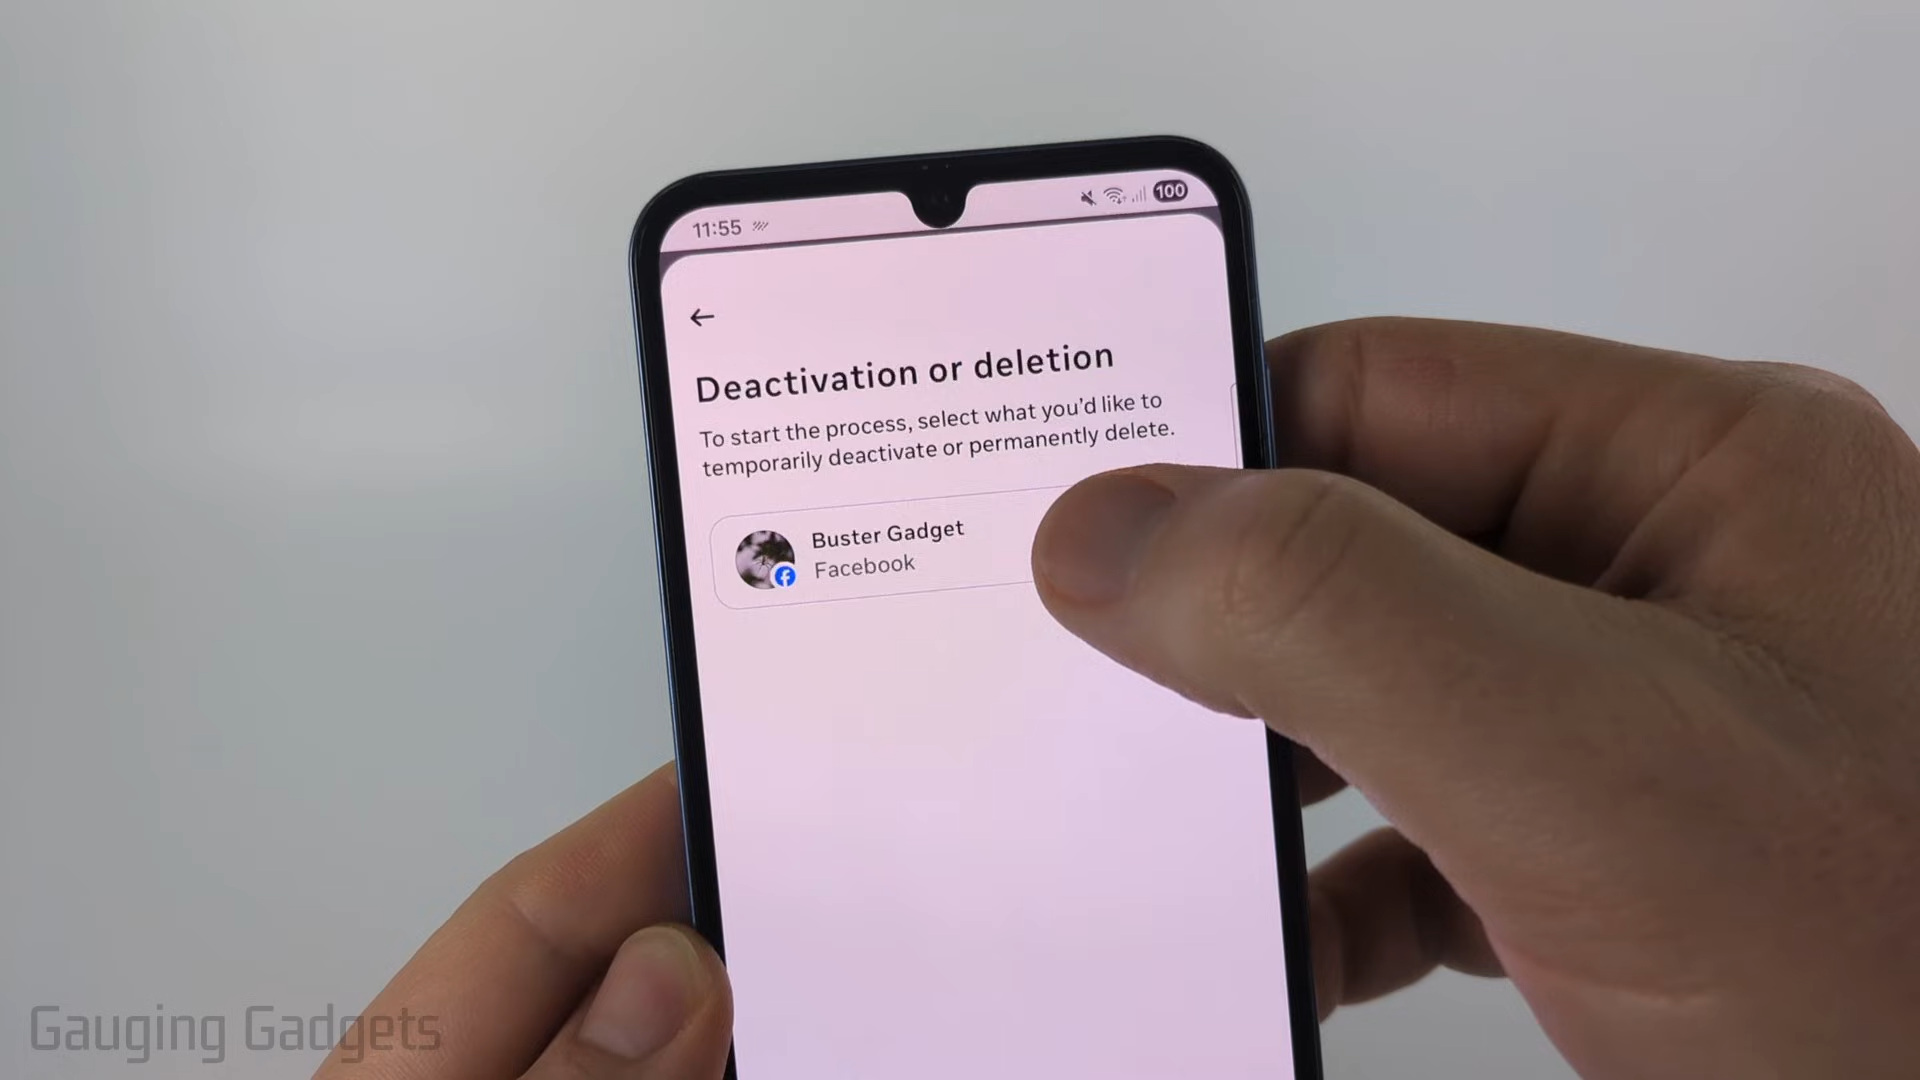 11:55
100
Deactivation or deletion
To start the process, select what you'd like to
temporarily deactivate or permanently delete.
Buster Gadget
Facebook
Gauging Gadgets